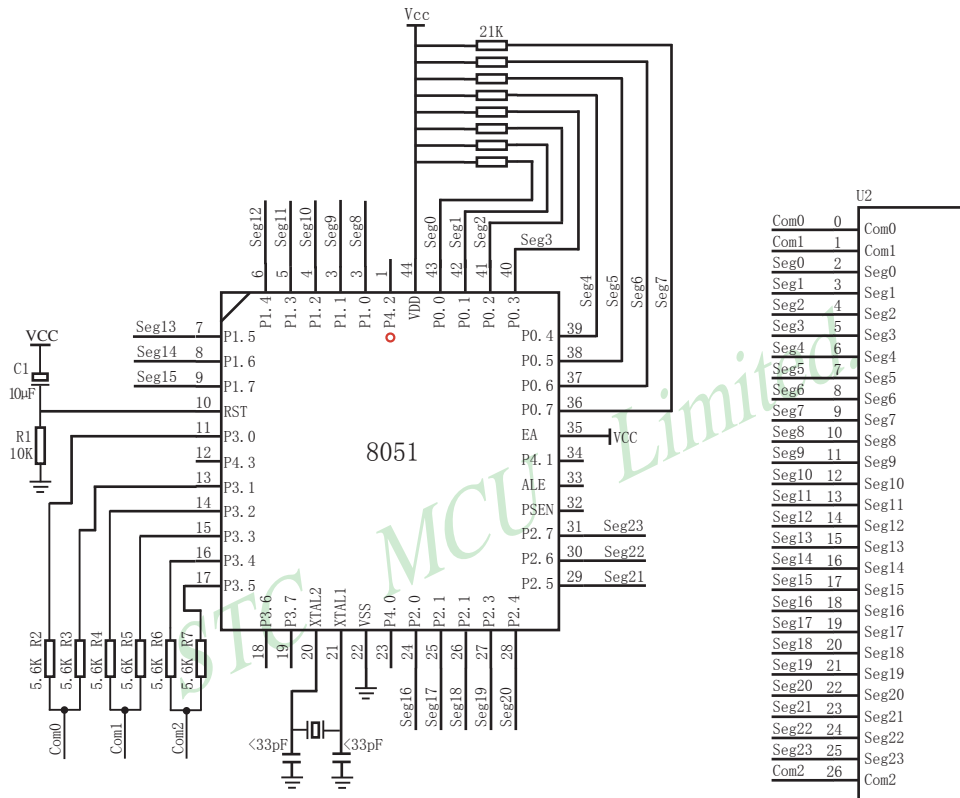 Vcc
21K
Seg12
Seg11
Seg10
Seg9
Seg8
Seg0
Seg1
Seg2
Seg3
Seg4
Seg5
Seg6
Seg7
6
5
4
3
3
1
44
43
42
41
40
P1.4
P1.3
P1.2
P1.1
P1.0
P4.2
VDD
P0.0
P0.1
P0.2
P0.3
Seg13 7 P1.5
Seg14 8 P1.6
Seg15 9 P1.7
10 RST
11 P3.0
12 P4.3
13 P3.1
14 P3.2
15 P3.3
16 P3.4
17 P3.5
VCC
C1
10μF
R1
10K
8051
P0.4 39
P0.5 38
P0.6 37
P0.7 36
EA 35 VCC
P4.1 34
ALE 33
PSEN 32
P2.7 31 Seg23
P2.6 30 Seg22
P2.5 29 Seg21
P3.6
P3.7
XTAL2
XTAL1
VSS
P4.0
P2.0
P2.1
P2.1
P2.3
P2.4
18
19
20
21
22
23
24
25
26
27
28
Seg16
Seg17
Seg18
Seg19
Seg20
5.6K R2
5.6K R3
5.6K R4
5.6K R5
5.6K R6
5.6K R7
Com0
Com1
Com2
<33pF
<33pF
STC MCU Limited.
U2
Com0 0 Com0
Com1 1 Com1
Seg0 2 Seg0
Seg1 3 Seg1
Seg2 4 Seg2
Seg3 5 Seg3
Seg4 6 Seg4
Seg5 7 Seg5
Seg6 8 Seg6
Seg7 9 Seg7
Seg8 10 Seg8
Seg9 11 Seg9
Seg10 12 Seg10
Seg11 13 Seg11
Seg12 14 Seg12
Seg13 15 Seg13
Seg14 16 Seg14
Seg15 17 Seg15
Seg16 18 Seg16
Seg17 19 Seg17
Seg18 20 Seg18
Seg19 21 Seg19
Seg20 22 Seg20
Seg21 23 Seg21
Seg22 24 Seg22
Seg23 25 Seg23
Com2 26 Com2